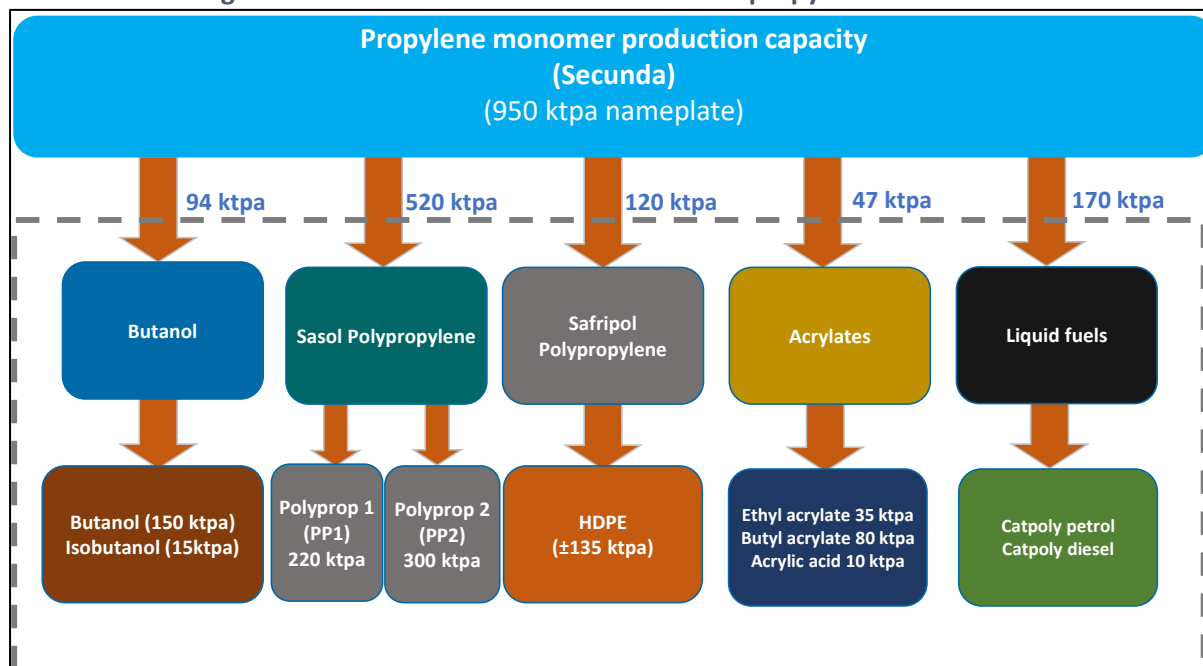 Propylene monomer production capacity
(Secunda)
(950 ktpa nameplate)
94 ktpa
520 ktpa
120 ktpa
47 ktpa
170 ktpa
Butanol
Sasol Polypropylene
Safripol
Polypropylene
Acrylates
Liquid fuels
Butanol (150 ktpa)
Isobutanol (15ktpa)
Polyprop 1
(PP1)
220 ktpa
Polyprop 2
(PP2)
300 ktpa
HDPE
(±135 ktpa)
Ethyl acrylate 35 ktpa
Butyl acrylate 80 ktpa
Acrylic acid 10 ktpa
Catpoly petrol
Catpoly diesel